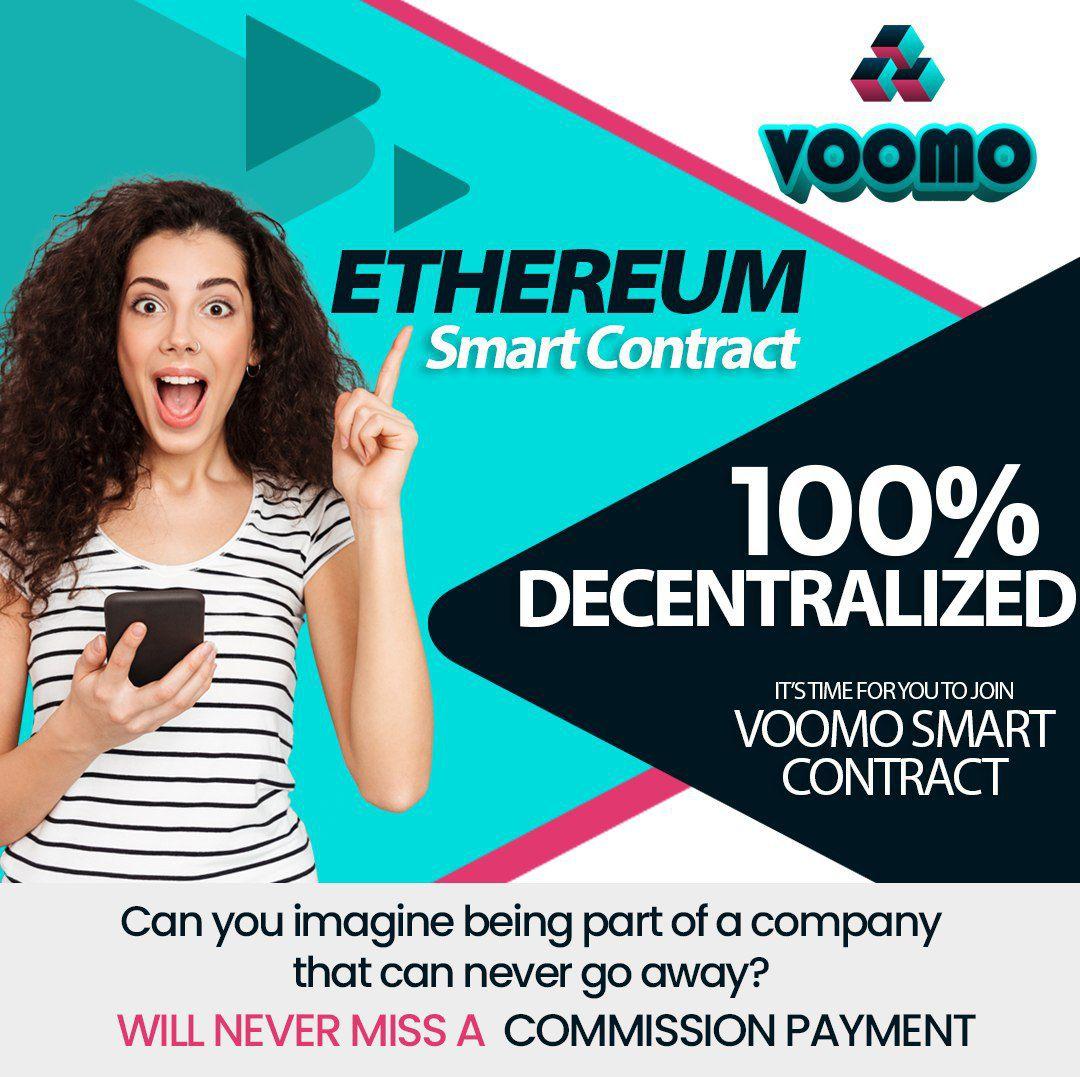 VOOMO
ETHEREUM
Smart Contract
100%
DECENTRALIZED
IT'S TIME FOR YOU TO JOIN
VOOMO SMART
CONTRACT
Can you imagine being part of a company
that can never go away?
WILL NEVER MISS A COMMISSION PAYMENT